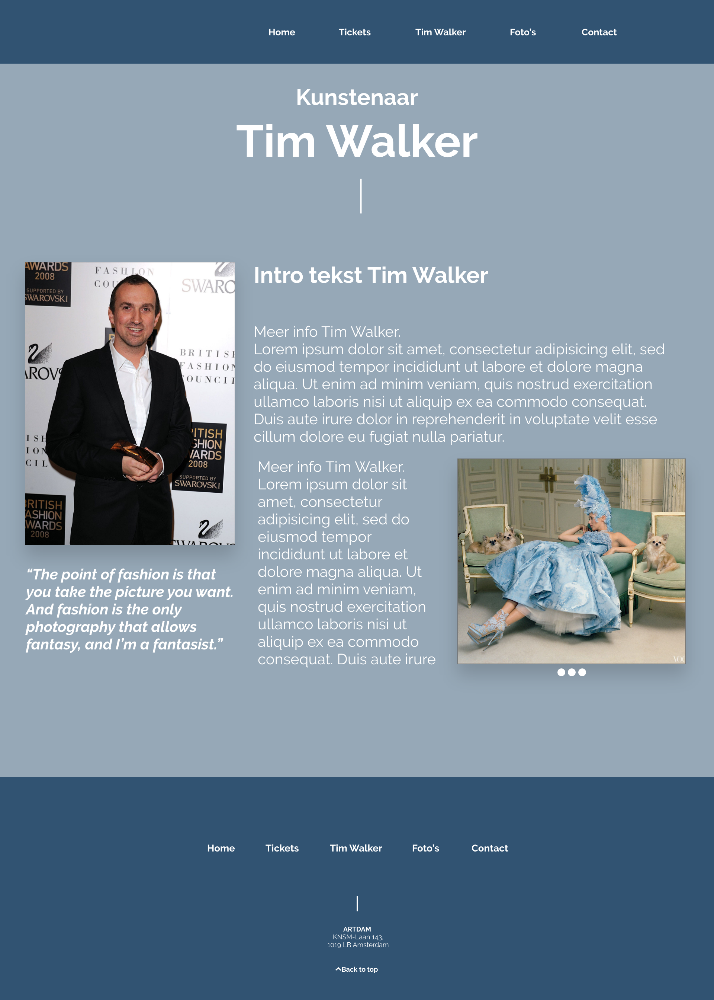 Home Tickets Tim Walker Foto’s Contact
Kunstenaar
Tim Walker
AWARDS
2008
SUPPORTED BY
SWAROVSKI
FASHION
SWARO
BRITISH
FASHION
COUNCIL
AROVS
ISH
ION
CIL
RITISH
SHION
WARDS
2008
SUPPORTED BY
SWAROVSKI
BRITISH
FASHION
AWARDS
2008
SWAROVS
“The point of fashion is that
you take the picture you want.
And fashion is the only
photography that allows
fantasy, and I’m a fantasist.”
Intro tekst Tim Walker
Meer info Tim Walker.
Lorem ipsum dolor sit amet, consectetur adipisicing elit, sed
do eiusmod tempor incididunt ut labore et dolore magna
aliqua. Ut enim ad minim veniam, quis nostrud exercitation
ullamco laboris nisi ut aliquip ex ea commodo consequat.
Duis aute irure dolor in reprehenderit in voluptate velit esse
cillum dolore eu fugiat nulla pariatur.
Meer info Tim Walker.
Lorem ipsum dolor sit
amet, consectetur
adipisicing elit, sed do
eiusmod tempor
incididunt ut labore et
dolore magna aliqua. Ut
enim ad minim veniam,
quis nostrud exercitation
ullamco laboris nisi ut
aliquip ex ea commodo
consequat. Duis aute irure
Home Tickets Tim Walker Foto’s Contact
ARTDAM
KNSM-Laan 143,
1019 LB Amsterdam
Back to top